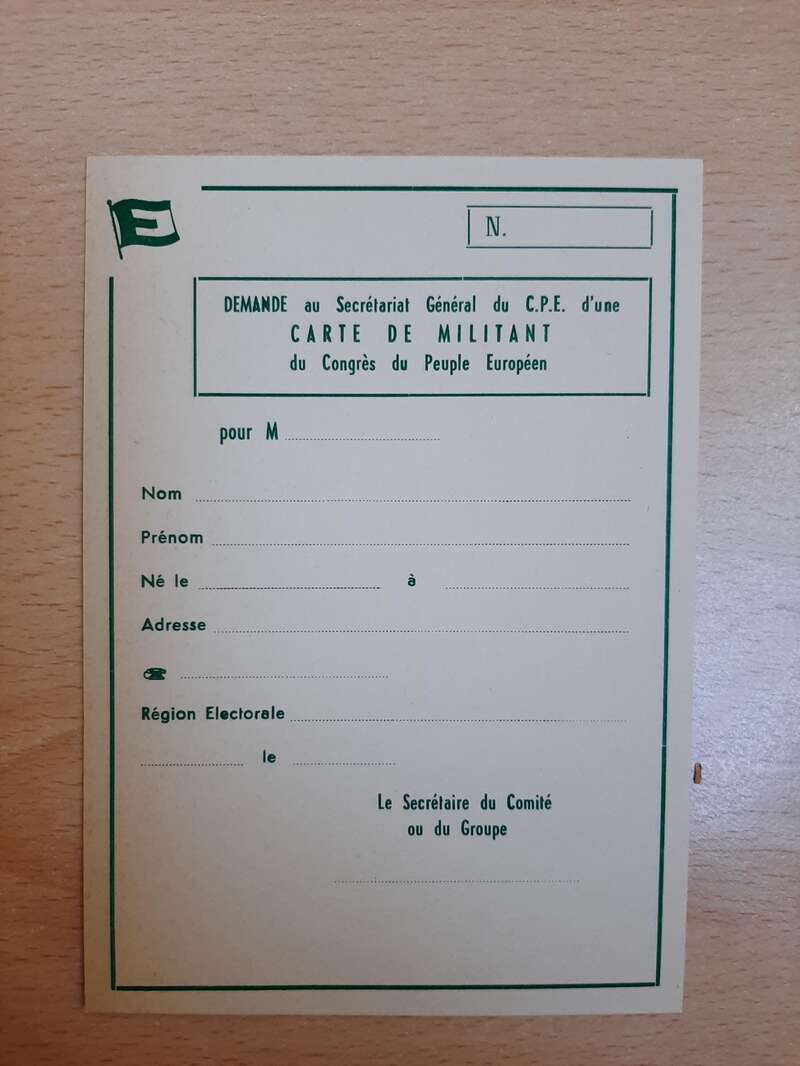 E
N.
DEMANDE au Secrétariat Général du C.P.E. d'une
CARTE DE MILITANT
du Congrès du Peuple Européen
pour M
Nom
Prénom
Né le à
Adresse
Région Electorale
le
Le Secrétaire du Comité
ou du Groupe